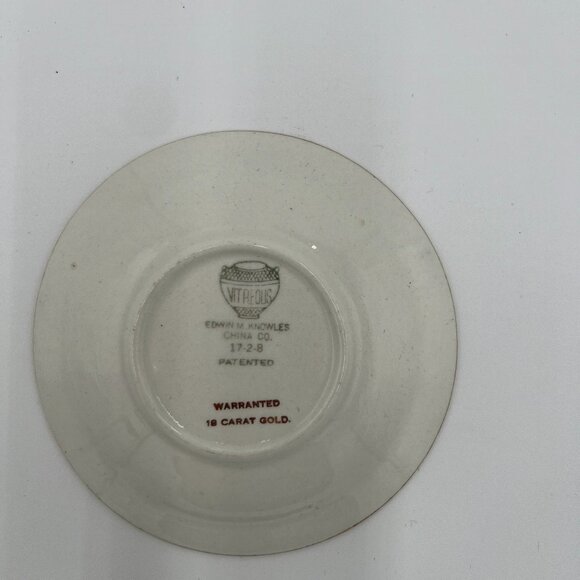 VITREOUS
EDWIN M. KNOWLES
CHINA CO.
17-2-8
PATENTED
WARRANTED
18 CARAT GOLD.